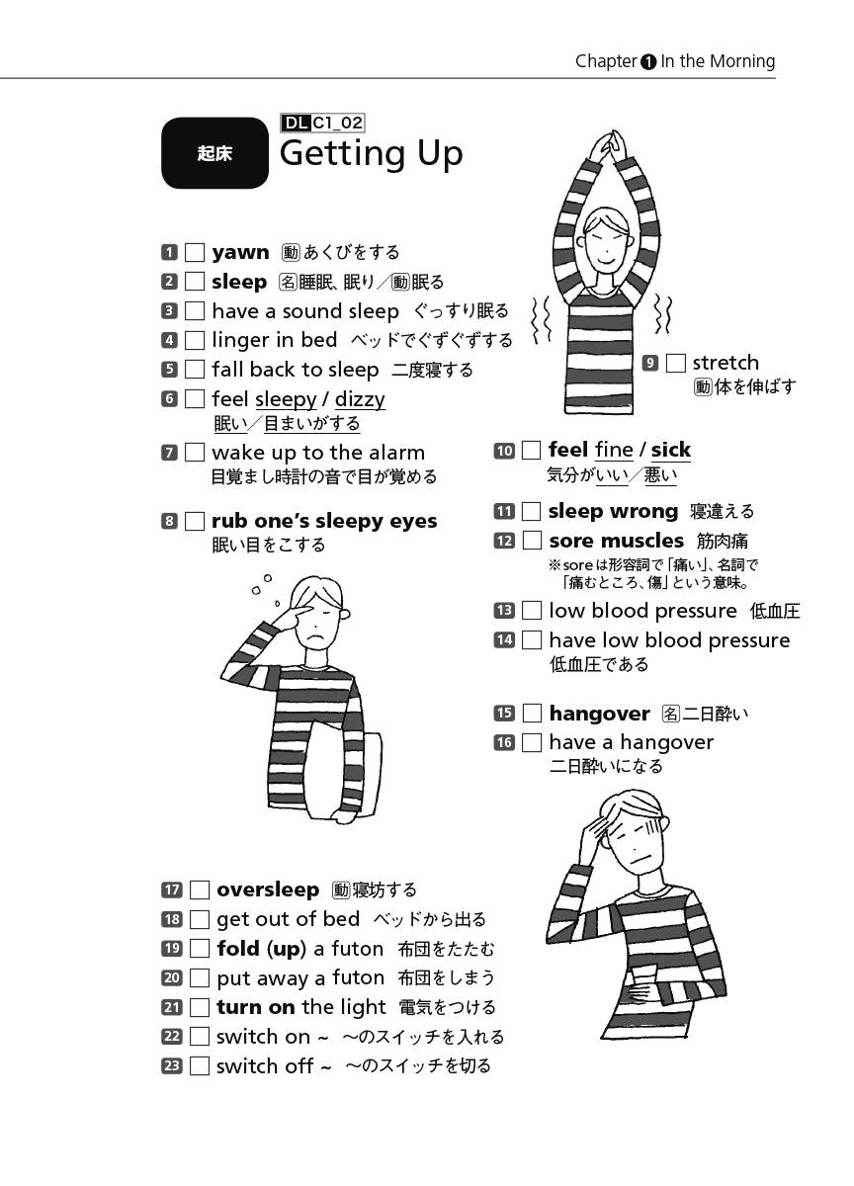 Chapter ❶ In the Morning
起床
DL C1_02
Getting Up
1 □ yawn 動 あくびをする
2 □ sleep 名 睡眠、眠り／動 眠る
3 □ have a sound sleep ぐっすり眠る
4 □ linger in bed ベッドでぐずぐずする
5 □ fall back to sleep 二度寝する
6 □ feel sleepy / dizzy
眠い／目まいがする
7 □ wake up to the alarm
目覚まし時計の音で目が覚める
8 □ rub one's sleepy eyes
眠い目をこする
9 □ stretch
動 体を伸ばす
10 □ feel fine / sick
気分がいい／悪い
11 □ sleep wrong 寝違える
12 □ sore muscles 筋肉痛
※soreは形容詞で「痛い」、名詞で
「痛むところ、傷」という意味。
13 □ low blood pressure 低血圧
14 □ have low blood pressure
低血圧である
15 □ hangover 名 二日酔い
16 □ have a hangover
二日酔いになる
17 □ oversleep 動 寝坊する
18 □ get out of bed ベッドから出る
19 □ fold (up) a futon 布団をたたむ
20 □ put away a futon 布団をしまう
21 □ turn on the light 電気をつける
22 □ switch on ~ ～のスイッチを入れる
23 □ switch off ~ ～のスイッチを切る